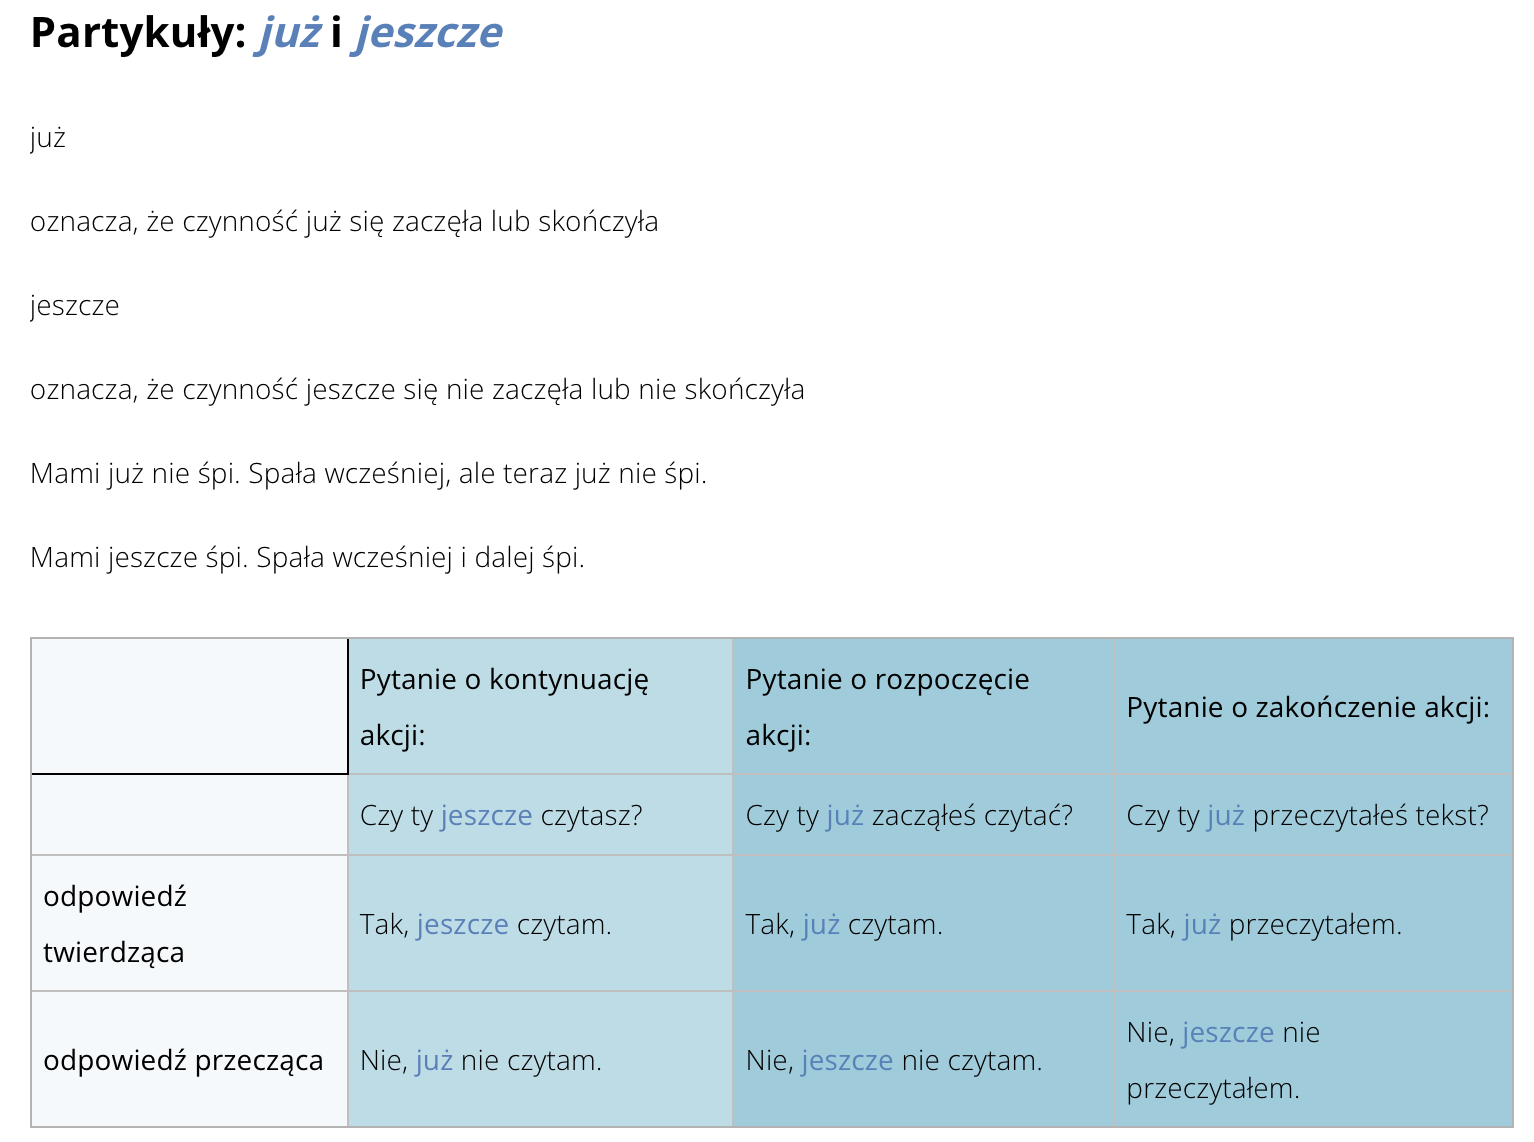 Partykuły: już i jeszcze
już
oznacza, że czynność już się zaczęła lub skończyła
jeszcze
oznacza, że czynność jeszcze się nie zaczęła lub nie skończyła
Mami już nie śpi. Spała wcześniej, ale teraz już nie śpi.
Mami jeszcze śpi. Spała wcześniej i dalej śpi.
Pytanie o kontynuację
akcji:
Pytanie o rozpoczęcie
akcji:
Pytanie o zakończenie akcji:
Czy ty jeszcze czytasz?
Czy ty już zacząłeś czytać?
Czy ty już przeczytałeś tekst?
odpowiedź
twierdząca
Tak, jeszcze czytam.
Tak, już czytam.
Tak, już przeczytałem.
odpowiedź przecząca
Nie, już nie czytam.
Nie, jeszcze nie czytam.
Nie, jeszcze nie
przeczytałem.